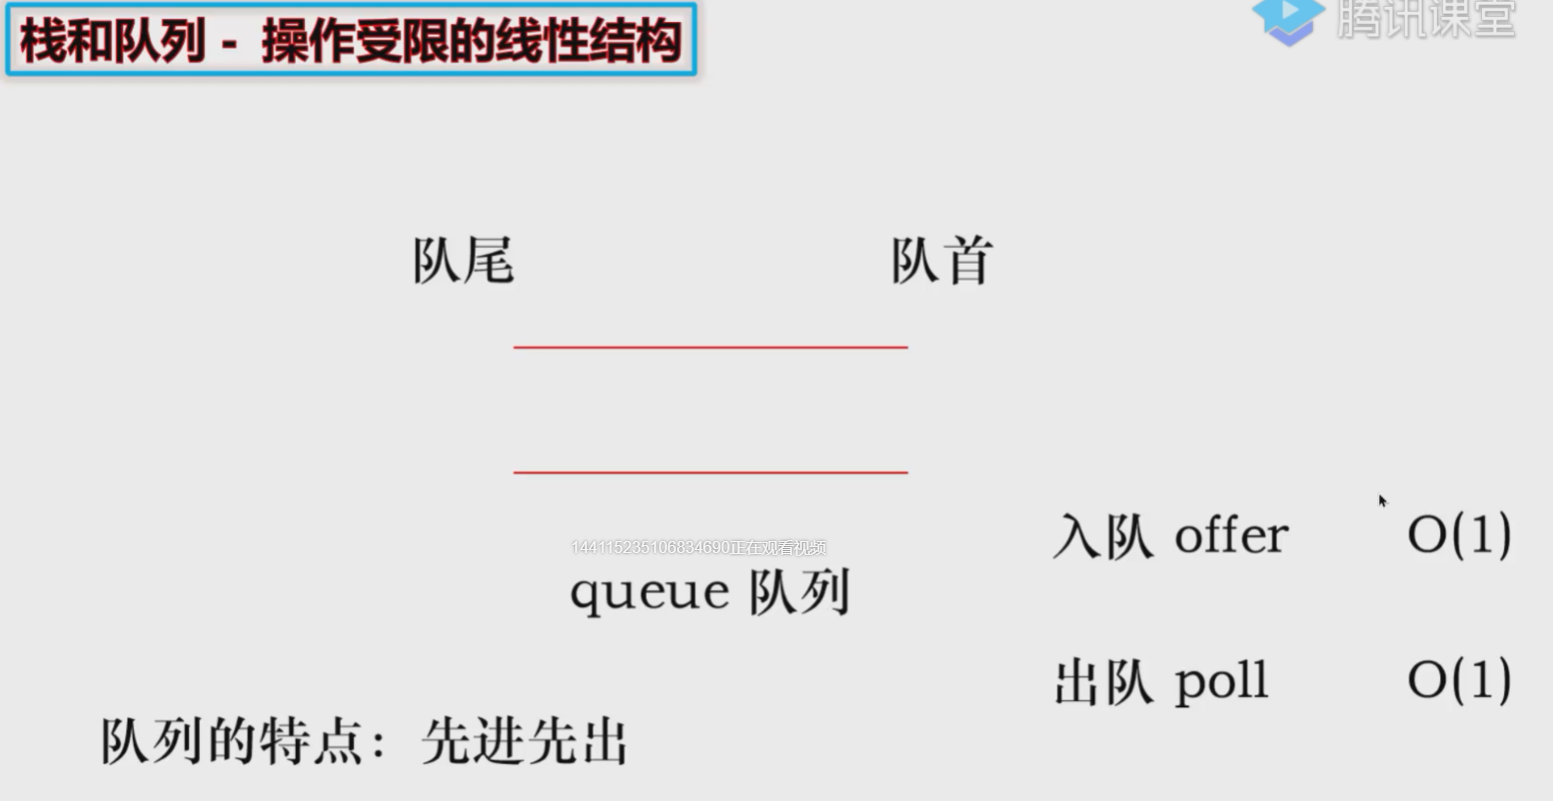 栈和队列 - 操作受限的线性结构
腾讯课堂
队尾 队首
入队 offer O(1)
144115235106834690正在观看视频
queue 队列
出队 poll O(1)
队列的特点：先进先出